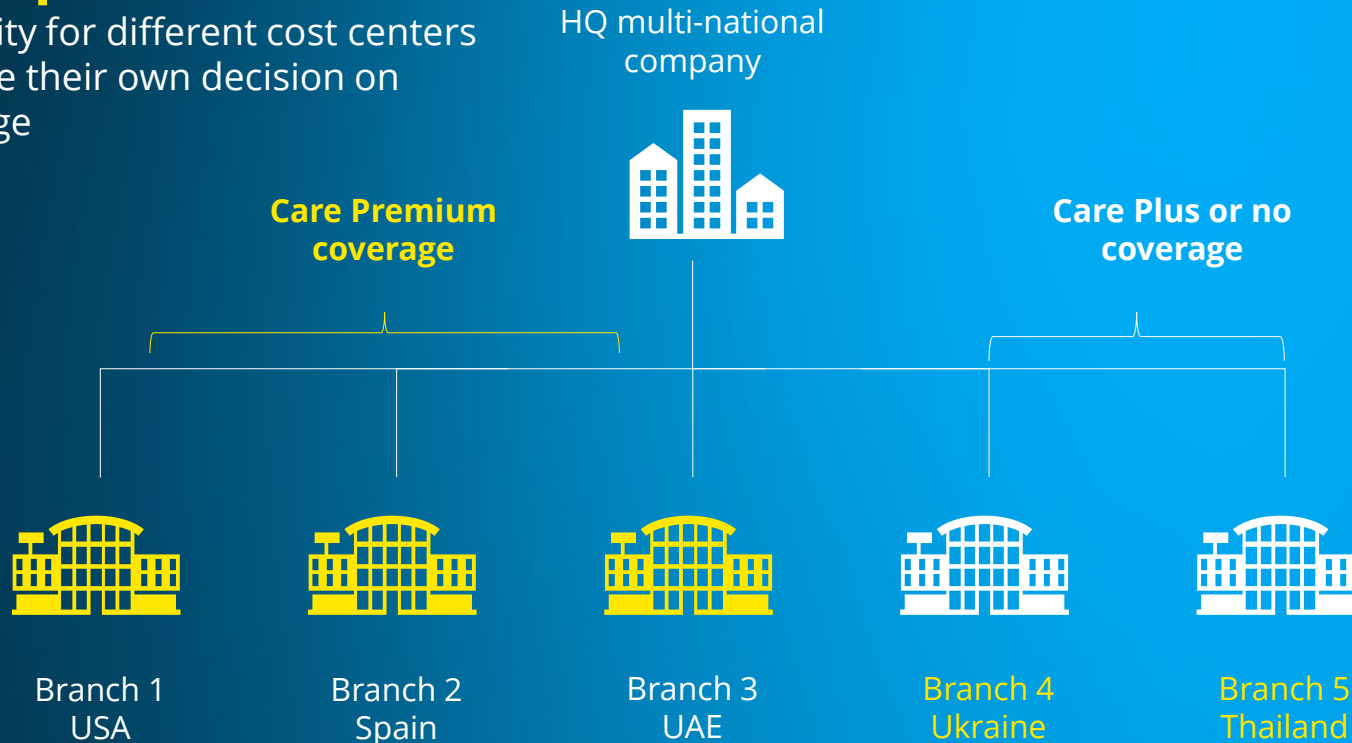 ity for different cost centers
e their own decision on
ge
HQ multi-national
company
Care Premium
coverage
Care Plus or no
coverage
Branch 1
USA
Branch 2
Spain
Branch 3
UAE
Branch 4
Ukraine
Branch 5
Thailand